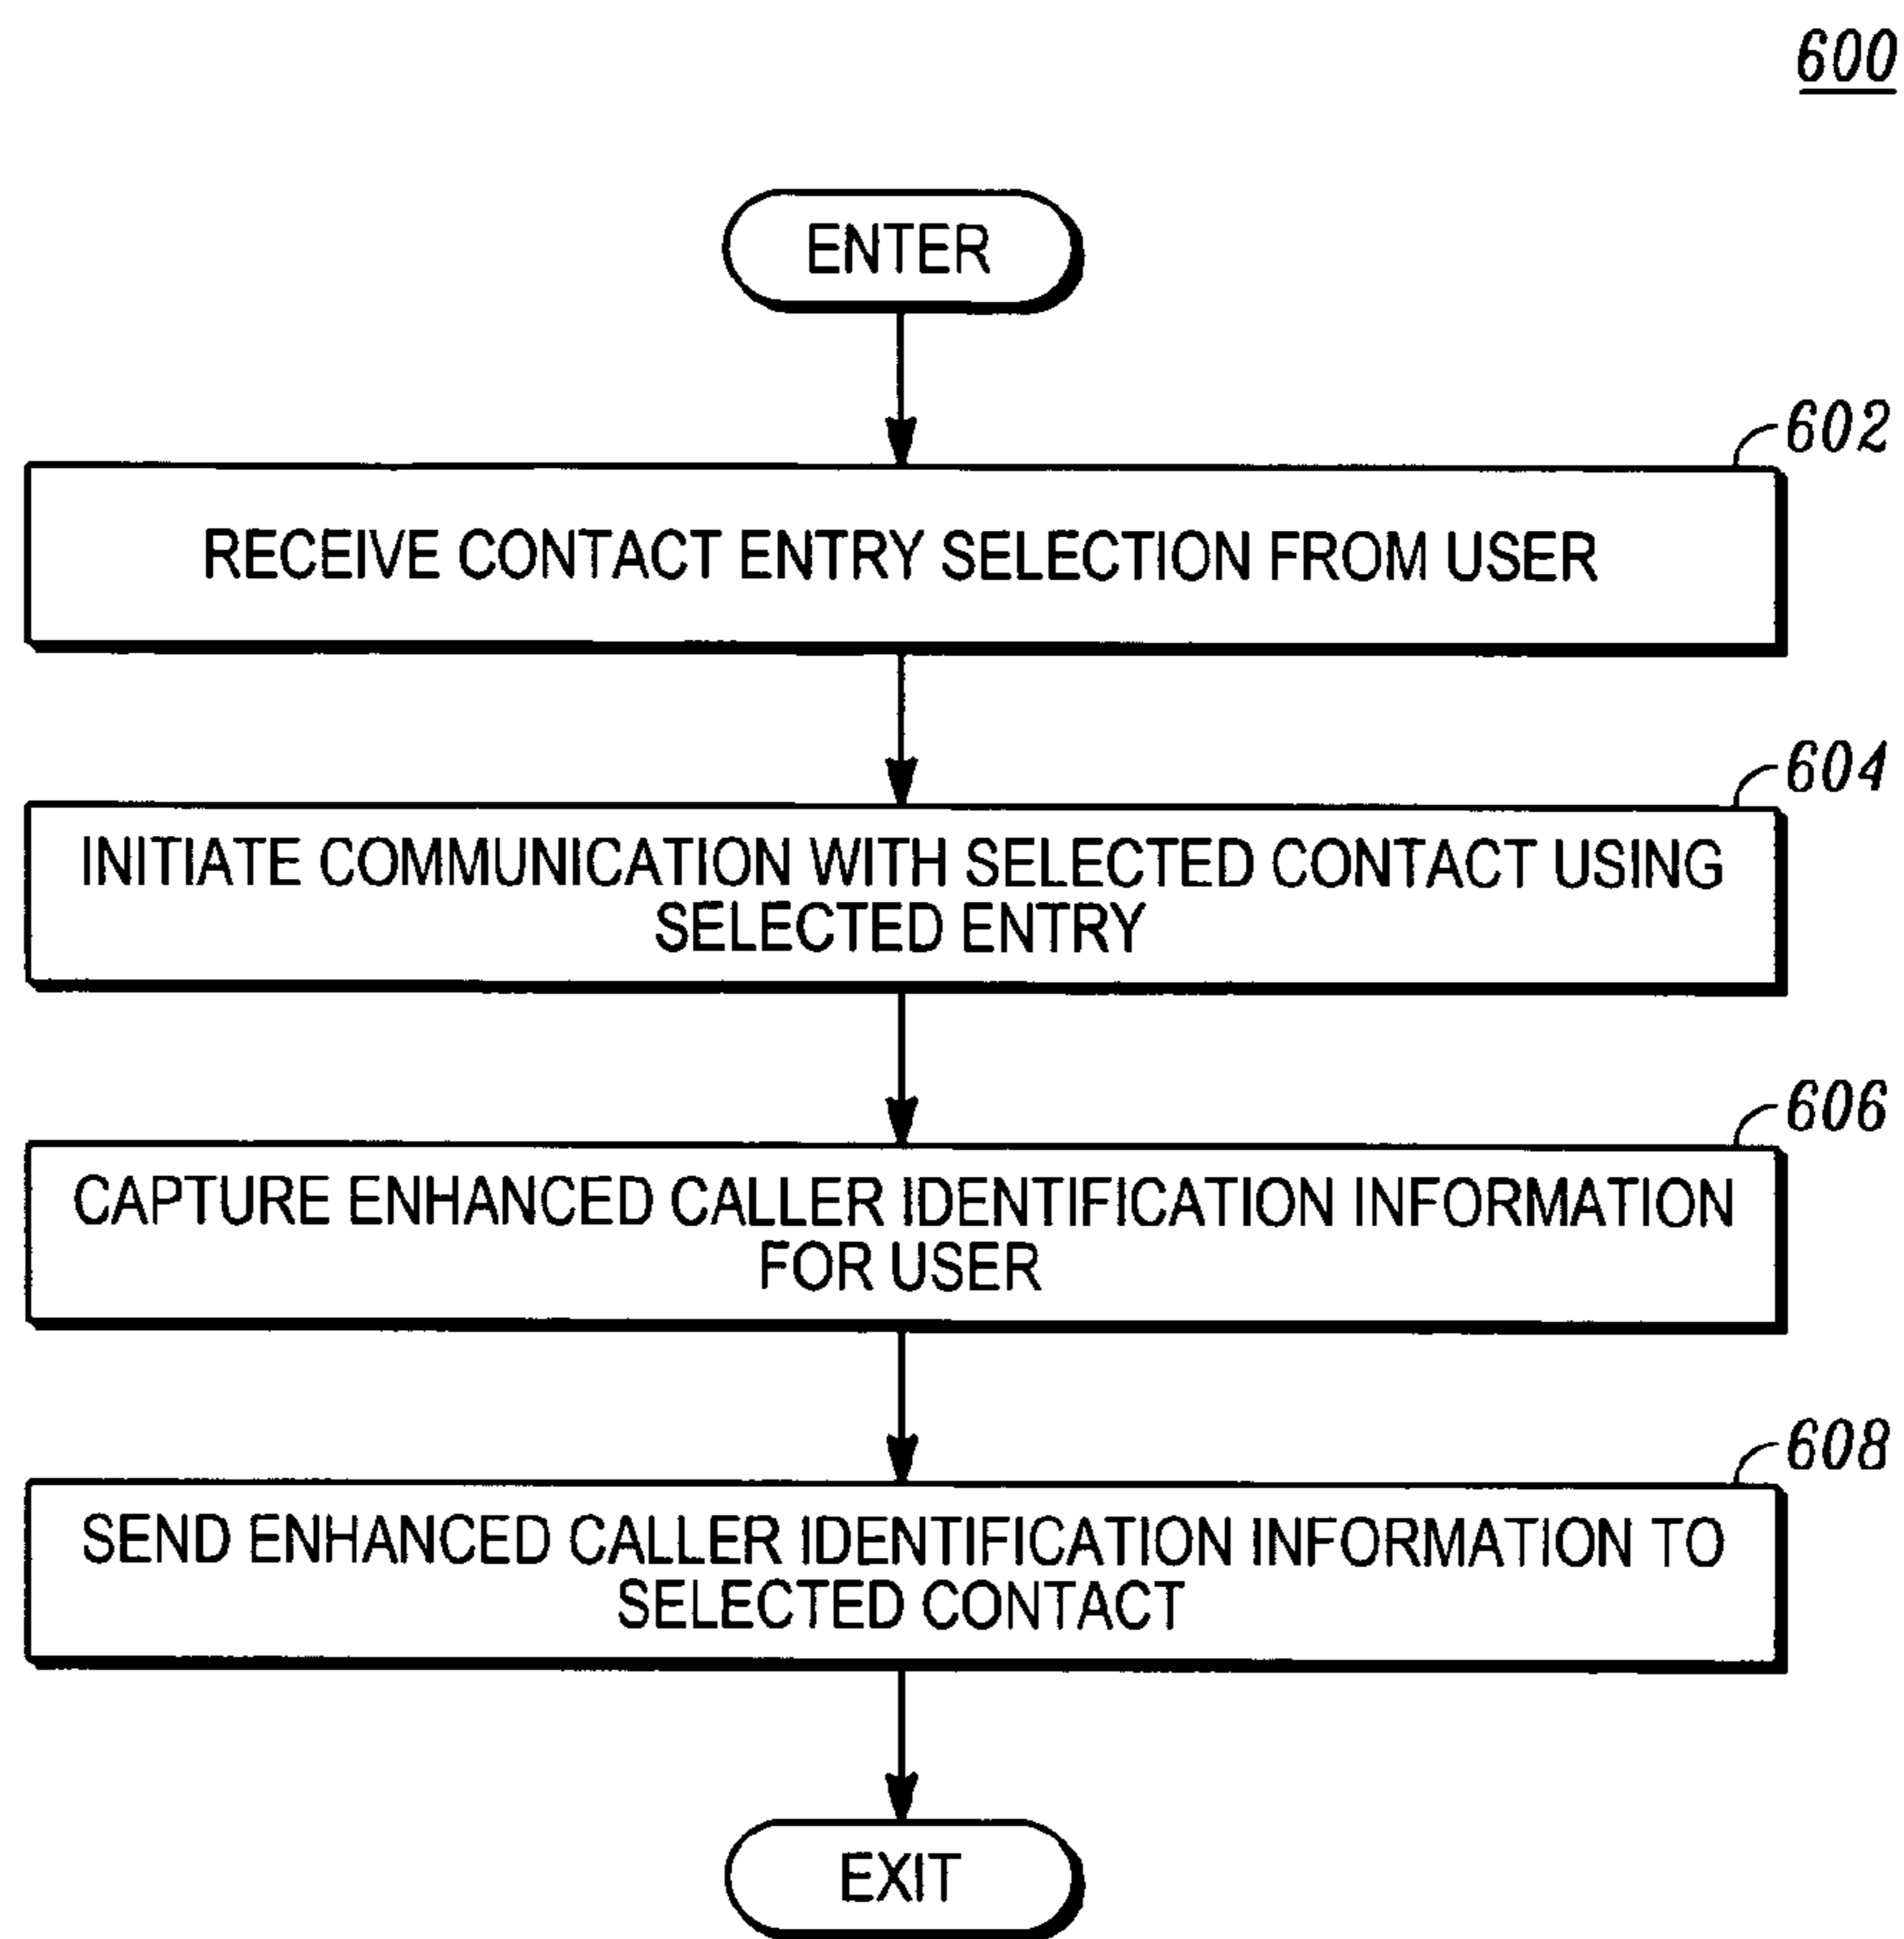 600
ENTER
602
RECEIVE CONTACT ENTRY SELECTION FROM USER
604
INITIATE COMMUNICATION WITH SELECTED CONTACT USING
SELECTED ENTRY
606
CAPTURE ENHANCED CALLER IDENTIFICATION INFORMATION
FOR USER
608
SEND ENHANCED CALLER IDENTIFICATION INFORMATION TO
SELECTED CONTACT
EXIT